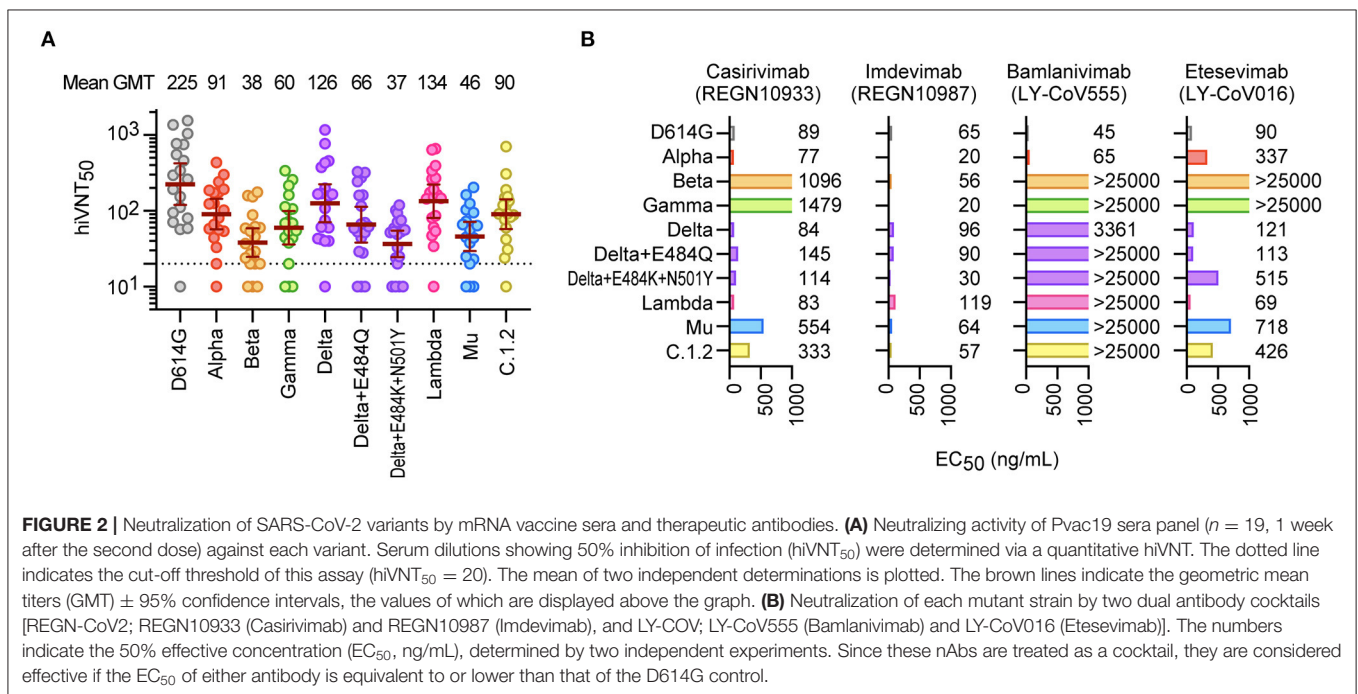 A
Mean GMT 225 91 38 60 126 66 37 134 46 90
hiVNT50
10³
10²
10¹
D614G
Alpha
Beta
Gamma
Delta
Delta+E484Q
Delta+E484K+N501Y
Lambda
Mu
C.1.2
B
Casirivimab Imdevimab Bamlanivimab Etesevimab
(REGN10933) (REGN10987) (LY-CoV555) (LY-CoV016)
D614G 89 65 45 90
Alpha 77 20 65 337
Beta 1096 56 >25000 >25000
Gamma 1479 20 >25000 >25000
Delta 84 96 3361 121
Delta+E484Q 145 90 >25000 113
Delta+E484K+N501Y 114 30 >25000 515
Lambda 83 119 >25000 69
Mu 554 64 >25000 718
C.1.2 333 57 >25000 426
0 500 1000 0 500 1000 0 500 1000 0 500 1000
EC50 (ng/mL)
FIGURE 2 | Neutralization of SARS-CoV-2 variants by mRNA vaccine sera and therapeutic antibodies. (A) Neutralizing activity of Pvac19 sera panel (n = 19, 1 week
after the second dose) against each variant. Serum dilutions showing 50% inhibition of infection (hiVNT50) were determined via a quantitative hiVNT. The dotted line
indicates the cut-off threshold of this assay (hiVNT50 = 20). The mean of two independent determinations is plotted. The brown lines indicate the geometric mean
titers (GMT) ± 95% confidence intervals, the values of which are displayed above the graph. (B) Neutralization of each mutant strain by two dual antibody cocktails
[REGN-CoV2; REGN10933 (Casirivimab) and REGN10987 (Imdevimab), and LY-COV; LY-CoV555 (Bamlanivimab) and LY-CoV016 (Etesevimab)]. The numbers
indicate the 50% effective concentration (EC50, ng/mL), determined by two independent experiments. Since these nAbs are treated as a cocktail, they are considered
effective if the EC50 of either antibody is equivalent to or lower than that of the D614G control.